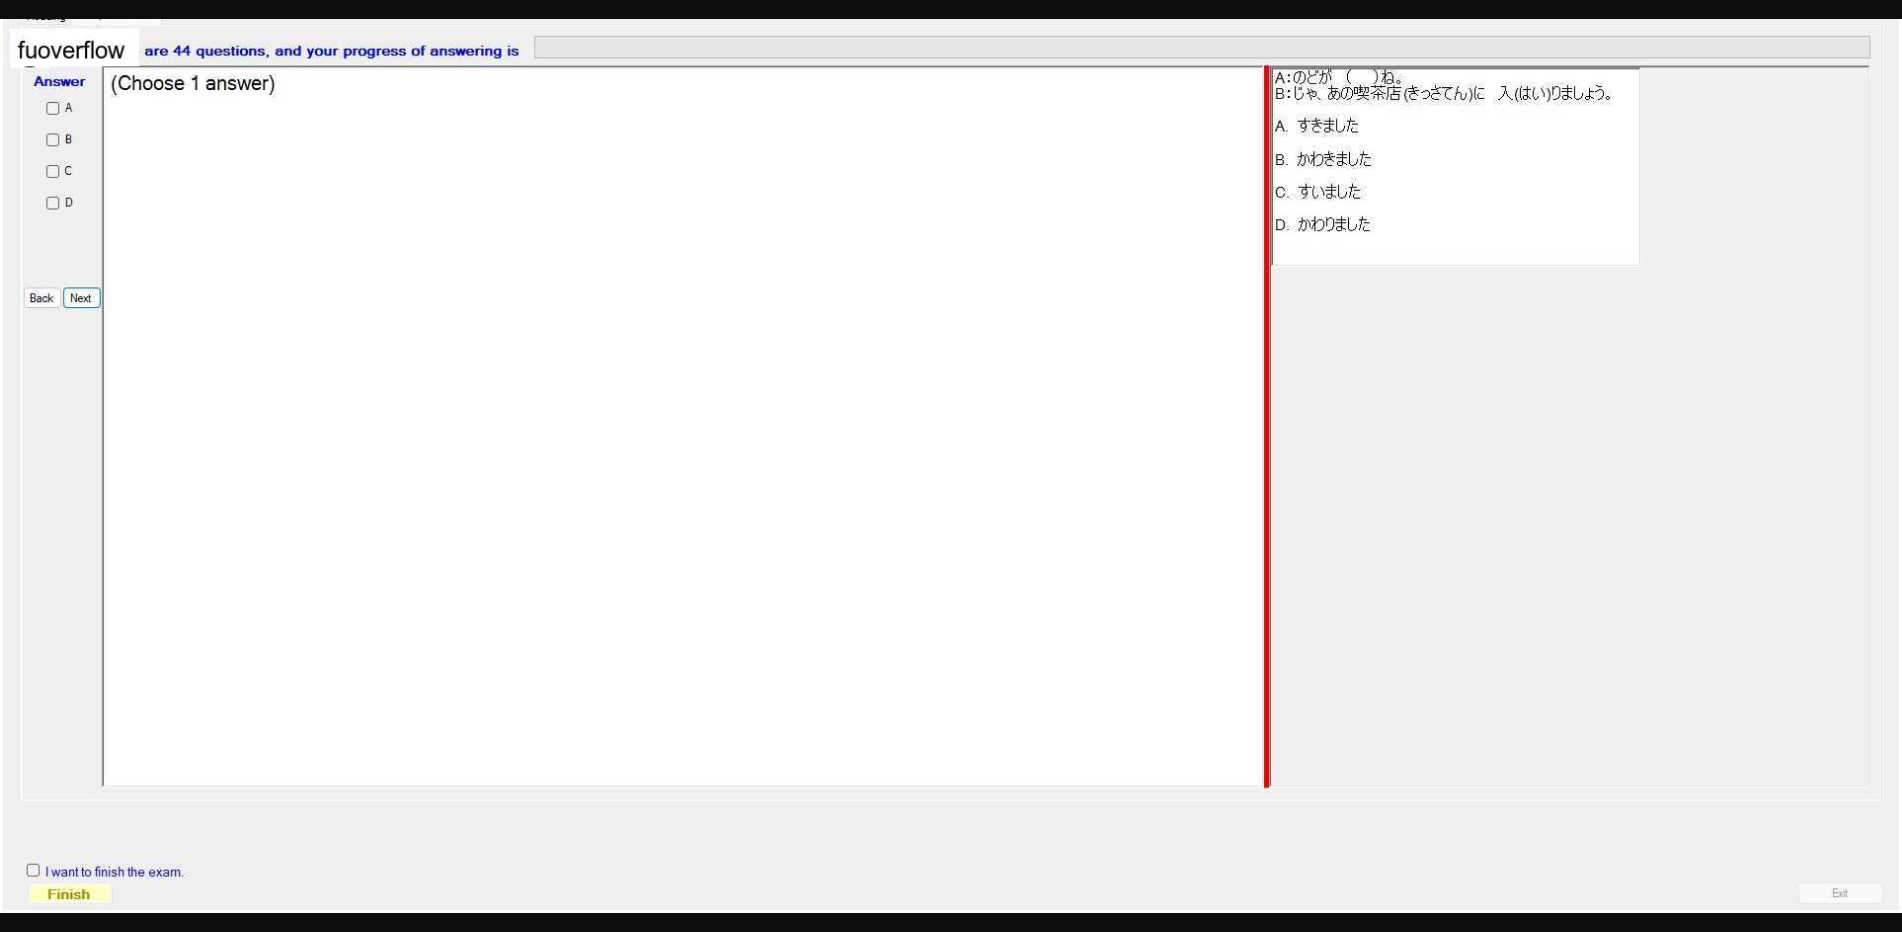 fuoverflow are 44 questions, and your progress of answering is
Answer
(Choose 1 answer)
A
B
C
D
Back Next
A:のどが ( )ね。
B:じゃ、あの喫茶店(きっさてん)に 入(はい)りましょう。
A. すきました
B. かわきました
C. すいました
D. かわりました
I want to finish the exam.
Finish
Exit